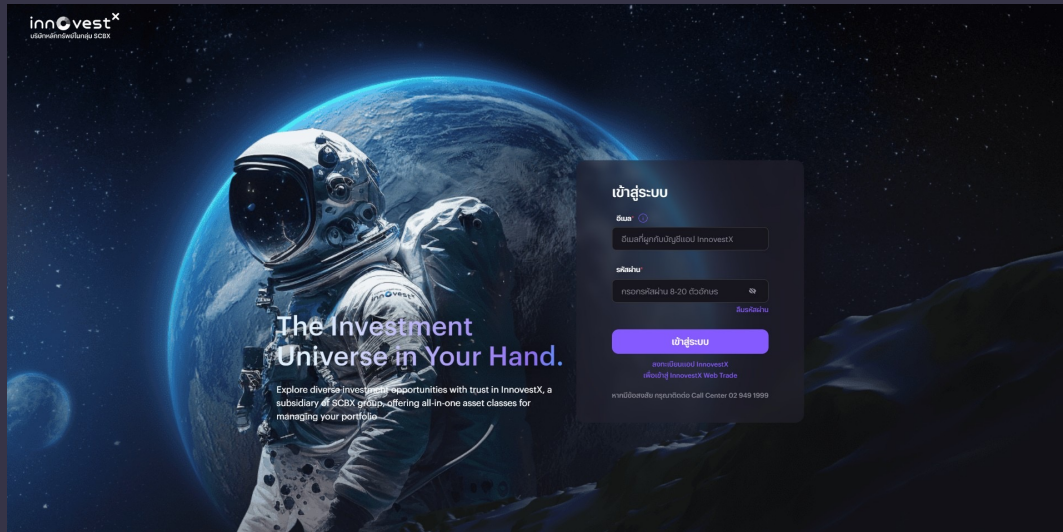 innovestx
บริษัทหลักทรัพย์ในกลุ่ม SCBX
innovestx
The Investment
Universe in Your Hand.
Explore diverse investment opportunities with trust in InnovestX, a
subsidiary of SCBX group, offering all-in-one asset classes for
managing your portfolio
เข้าสู่ระบบ
อีเมล*
อีเมลที่ผูกกับบัญชีแอป InnovestX
รหัสผ่าน*
กรอกรหัสผ่าน 8-20 ตัวอักษร
ลืมรหัสผ่าน
เข้าสู่ระบบ
ลงทะเบียนแอป InnovestX
เพื่อเข้าสู่ InnovestX Web Trade
หากมีข้อสงสัย กรุณาติดต่อ Call Center 02 949 1999